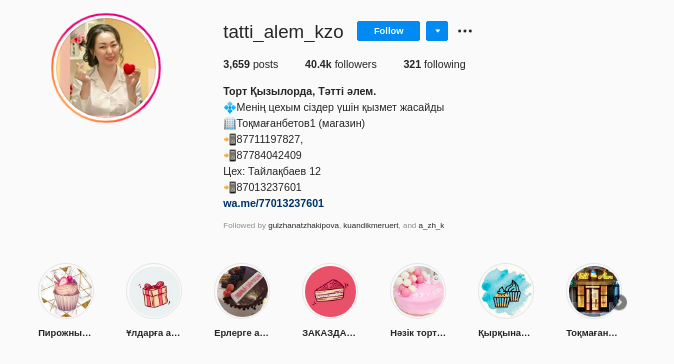 tatti_alem_kzo Follow
3,659 posts 40.4k followers 321 following
Торт Қызылорда, Тәтті әлем.
💠Менің цехым сіздер үшін қызмет жасайды
🏢Тоқмағанбетов1 (магазин)
📲87711197827,
📲87784042409
Цех: Тайлақбаев 12
📲87013237601
wa.me/77013237601
Followed by gulzhanatzhakipova, kuandikmeruert, and a_zh_k
Пирожны… Ұлдарға а… Ерлерге а… ЗАКАЗДА… Нәзік торт… Қырқына… Тоқмаған…